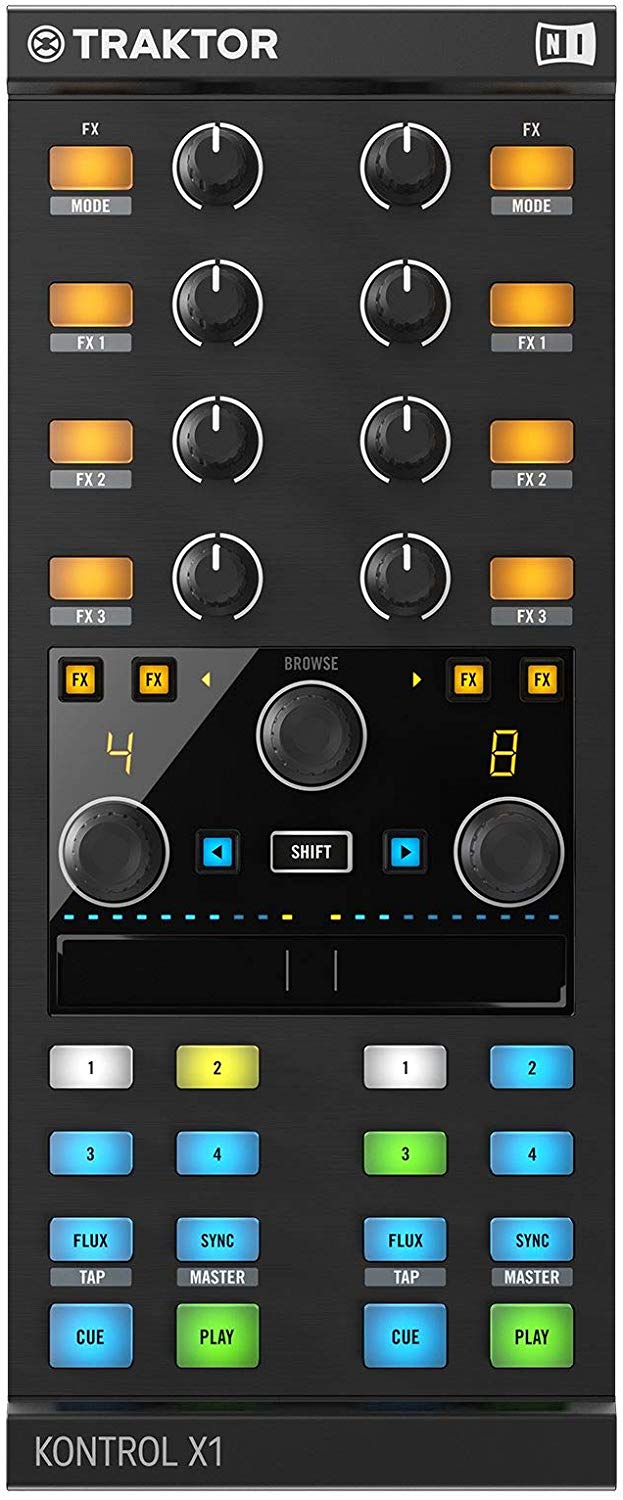 TRAKTOR NI
FX FX
MODE MODE
FX 1 FX 1
FX 2 FX 2
FX 3 FX 3
BROWSE
FX FX FX FX
4 8
SHIFT
1 2 1 2
3 4 3 4
FLUX SYNC FLUX SYNC
TAP MASTER TAP MASTER
CUE PLAY CUE PLAY
KONTROL X1